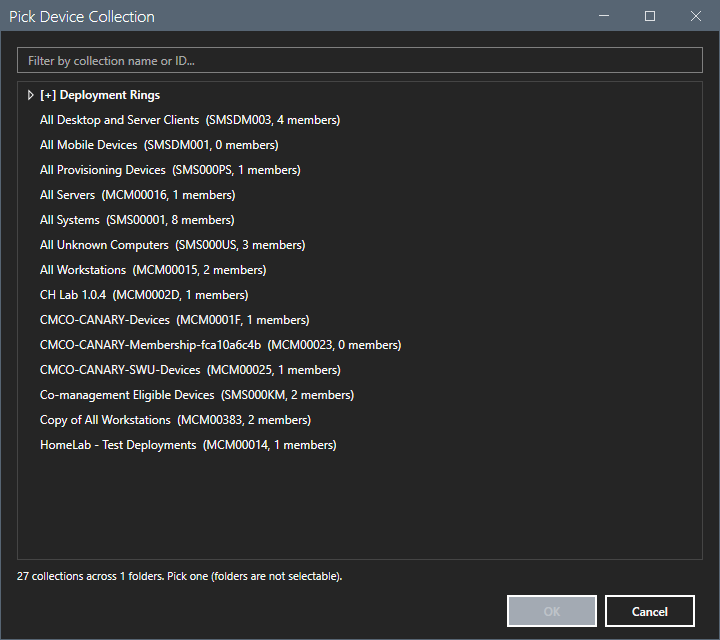 Pick Device Collection
Filter by collection name or ID...
[+] Deployment Rings
All Desktop and Server Clients (SMSDM003, 4 members)
All Mobile Devices (SMSDM001, 0 members)
All Provisioning Devices (SMS000PS, 1 members)
All Servers (MCM00016, 1 members)
All Systems (SMS00001, 8 members)
All Unknown Computers (SMS000US, 3 members)
All Workstations (MCM00015, 2 members)
CH Lab 1.0.4 (MCM0002D, 1 members)
CMCO-CANARY-Devices (MCM0001F, 1 members)
CMCO-CANARY-Membership-fca10a6c4b (MCM00023, 0 members)
CMCO-CANARY-SWU-Devices (MCM00025, 1 members)
Co-management Eligible Devices (SMS000KM, 2 members)
Copy of All Workstations (MCM00383, 2 members)
HomeLab - Test Deployments (MCM00014, 1 members)
27 collections across 1 folders. Pick one (folders are not selectable).
OK Cancel